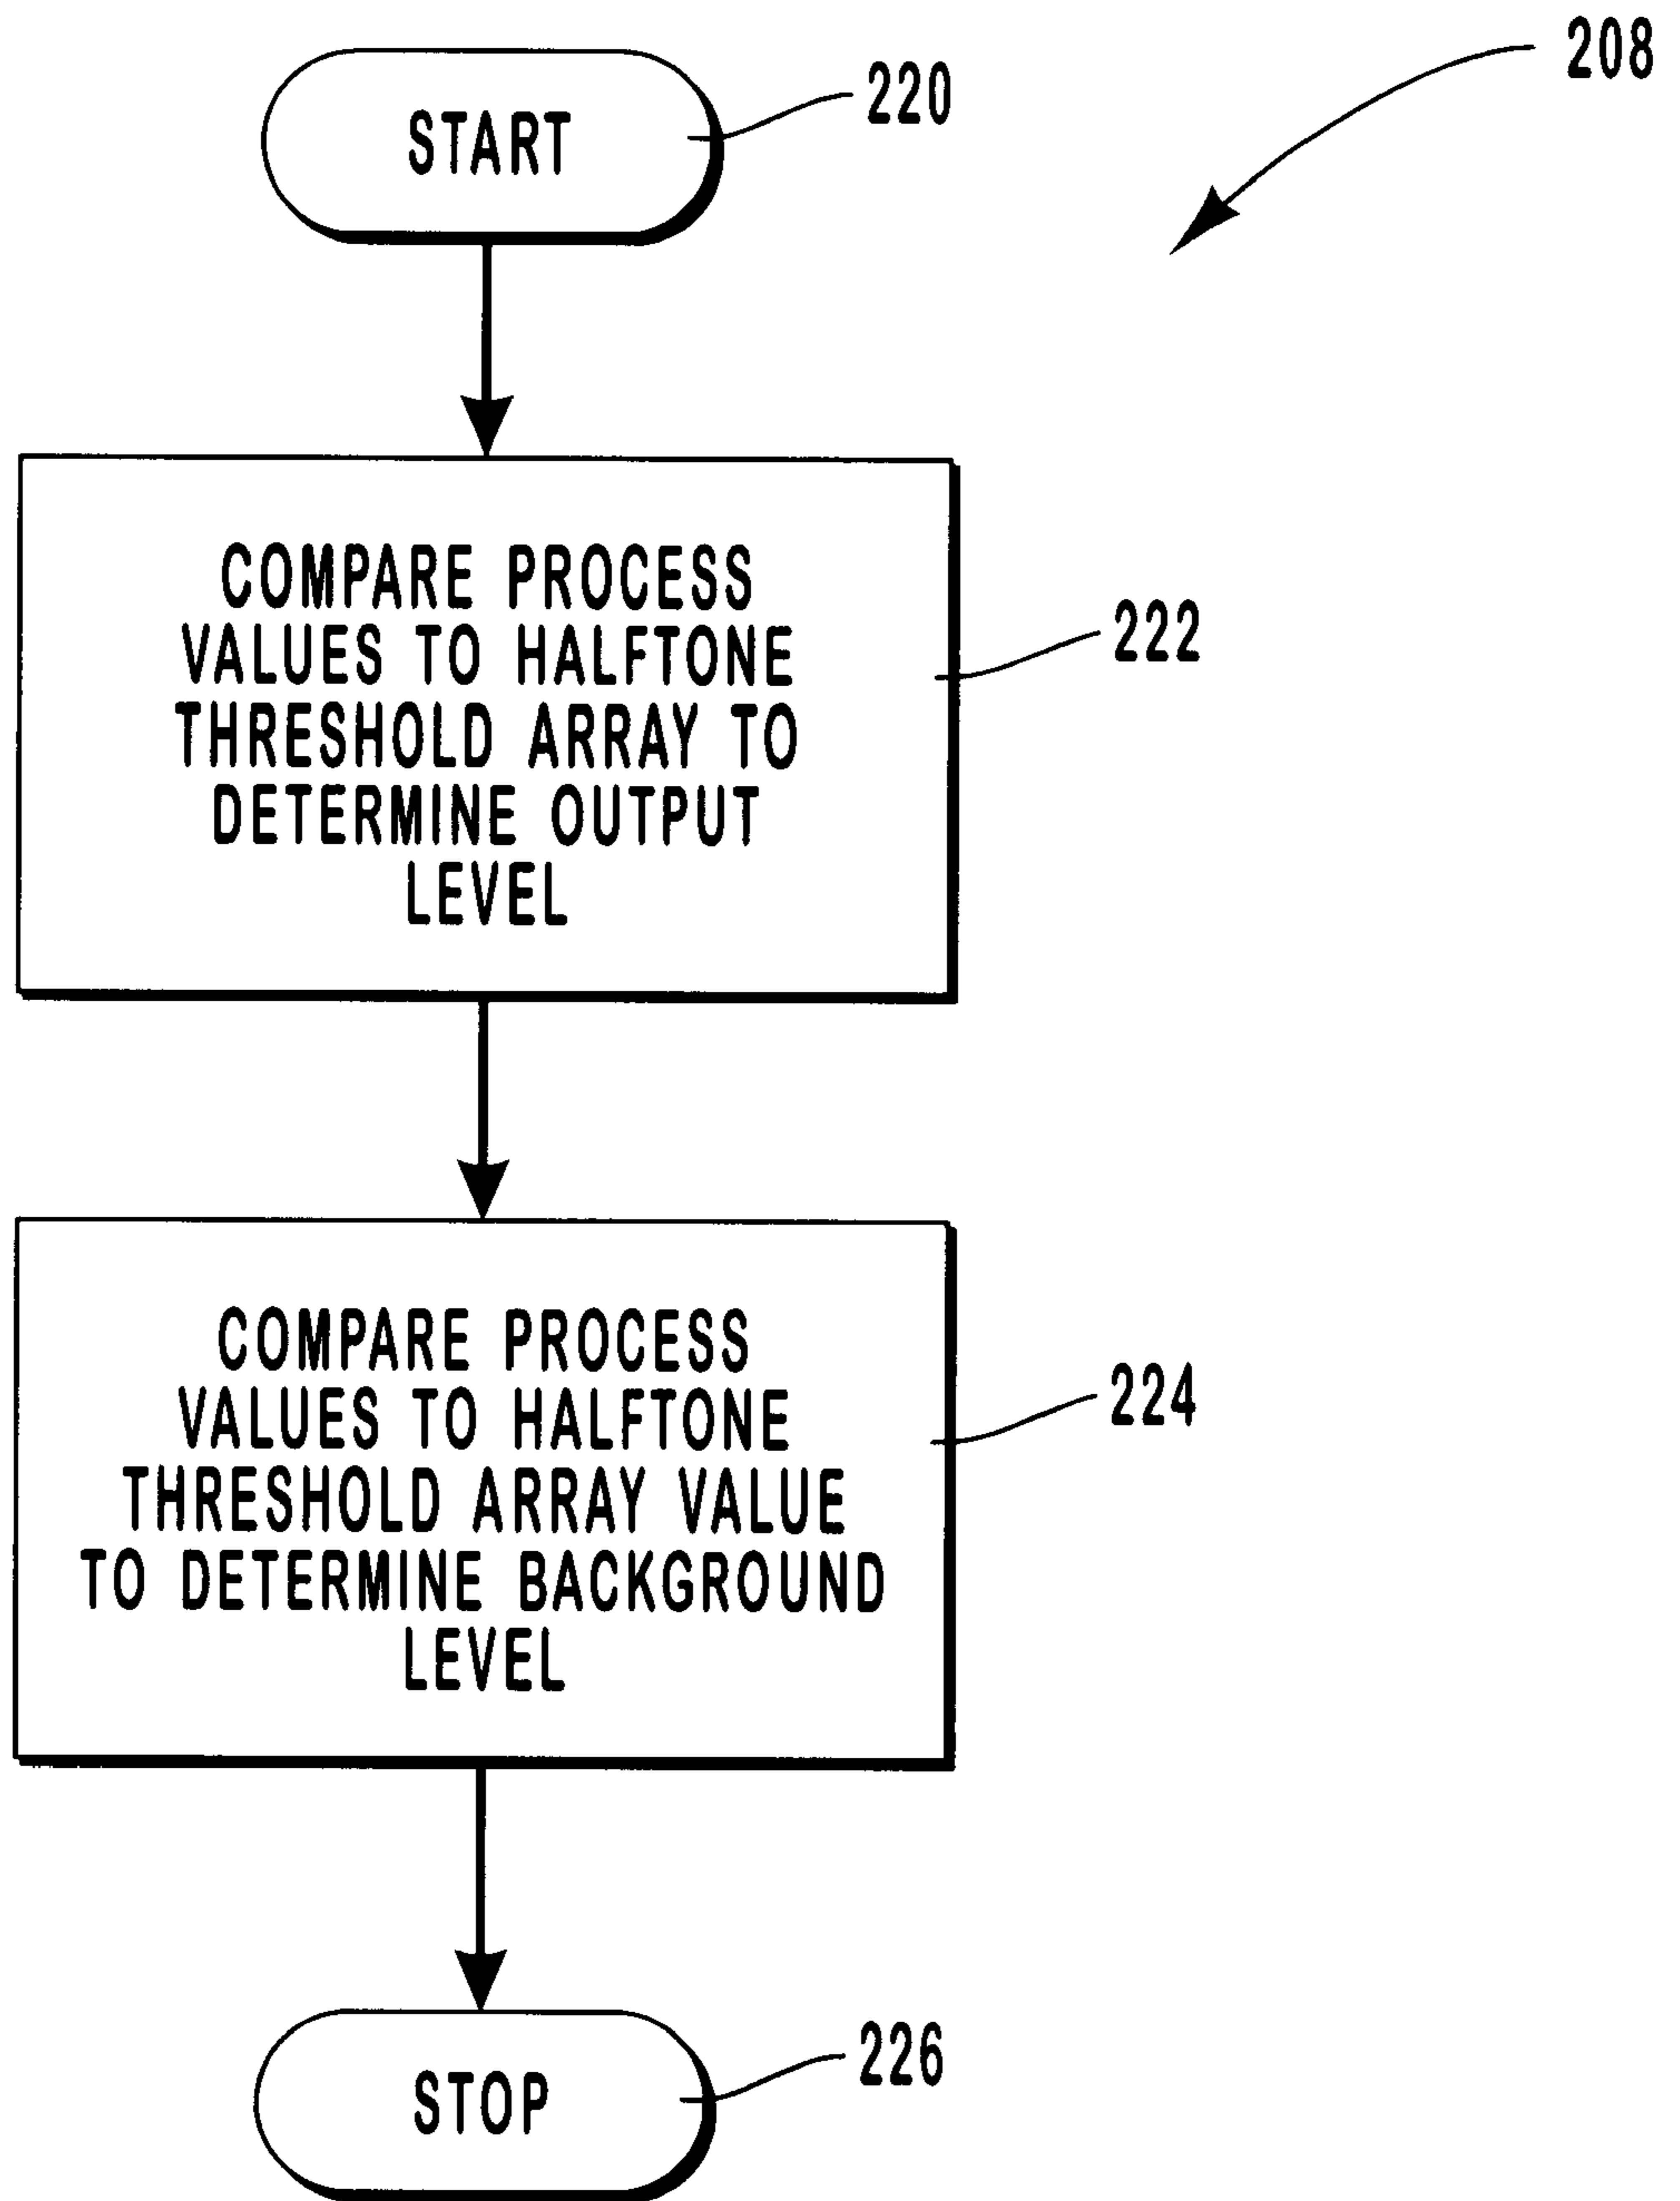 208
220
START
COMPARE PROCESS
VALUES TO HALFTONE
THRESHOLD ARRAY TO
DETERMINE OUTPUT
LEVEL
222
COMPARE PROCESS
VALUES TO HALFTONE
THRESHOLD ARRAY VALUE
TO DETERMINE BACKGROUND
LEVEL
224
226
STOP